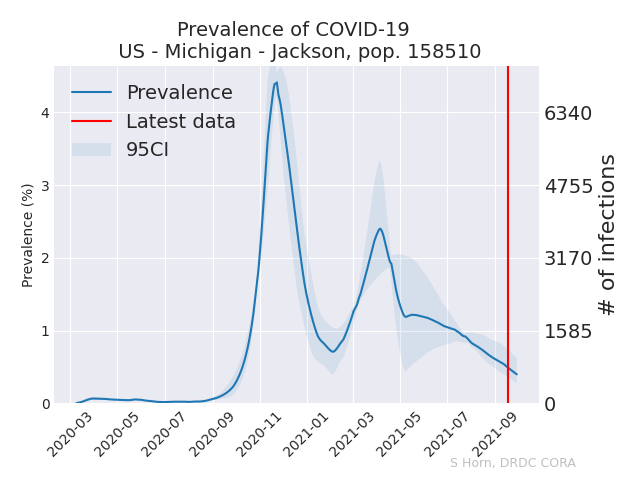 Prevalence of COVID-19
US - Michigan - Jackson, pop. 158510
Prevalence
Latest data
95CI
Prevalence (%)
4
3
2
1
0
6340
4755
3170
1585
0
# of infections
2020-03
2020-05
2020-07
2020-09
2020-11
2021-01
2021-03
2021-05
2021-07
2021-09
S Horn, DRDC CORA